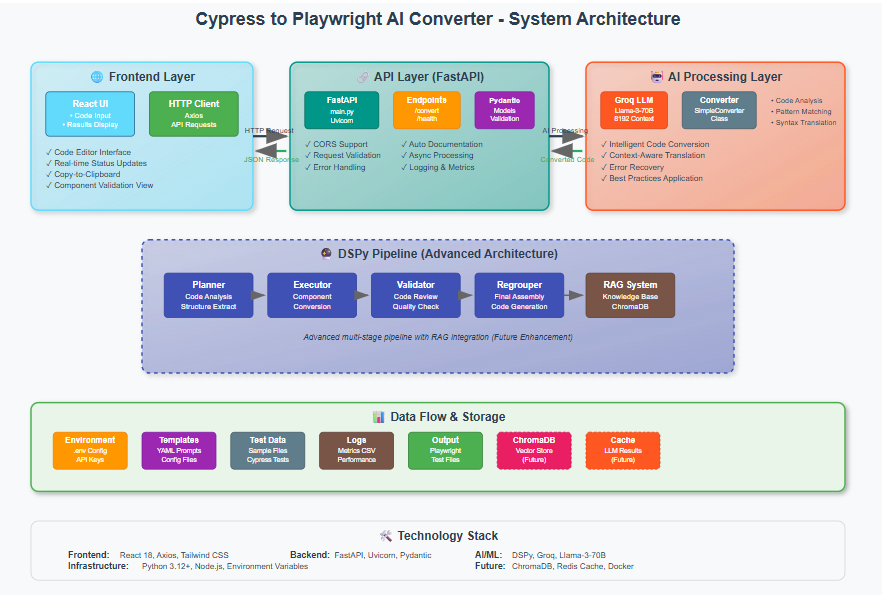 Cypress to Playwright AI Converter - System Architecture
Frontend Layer
React UI
• Code Input
• Results Display
HTTP Client
Axios
API Requests
✓ Code Editor Interface
✓ Real-time Status Updates
✓ Copy-to-Clipboard
✓ Component Validation View
HTTP Request
JSON Response
API Layer (FastAPI)
FastAPI
main.py
Uvicorn
Endpoints
/convert
/health
Pydantic
Models
Validation
✓ CORS Support
✓ Request Validation
✓ Error Handling
✓ Auto Documentation
✓ Async Processing
✓ Logging & Metrics
AI Processing
Converted Code
AI Processing Layer
Groq LLM
Llama-3-70B
8192 Context
Converter
SimpleConverter
Class
• Code Analysis
• Pattern Matching
• Syntax Translation
✓ Intelligent Code Conversion
✓ Context-Aware Translation
✓ Error Recovery
✓ Best Practices Application
DSPy Pipeline (Advanced Architecture)
Planner
Code Analysis
Structure Extract
Executor
Component
Conversion
Validator
Code Review
Quality Check
Regrouper
Final Assembly
Code Generation
RAG System
Knowledge Base
ChromaDB
Advanced multi-stage pipeline with RAG integration (Future Enhancement)
Data Flow & Storage
Environment
.env Config
API Keys
Templates
YAML Prompts
Config Files
Test Data
Sample Files
Cypress Tests
Logs
Metrics CSV
Performance
Output
Playwright
Test Files
ChromaDB
Vector Store
(Future)
Cache
LLM Results
(Future)
Technology Stack
Frontend: React 18, Axios, Tailwind CSS
Backend: FastAPI, Uvicorn, Pydantic
AI/ML: DSPy, Groq, Llama-3-70B
Infrastructure: Python 3.12+, Node.js, Environment Variables
Future: ChromaDB, Redis Cache, Docker